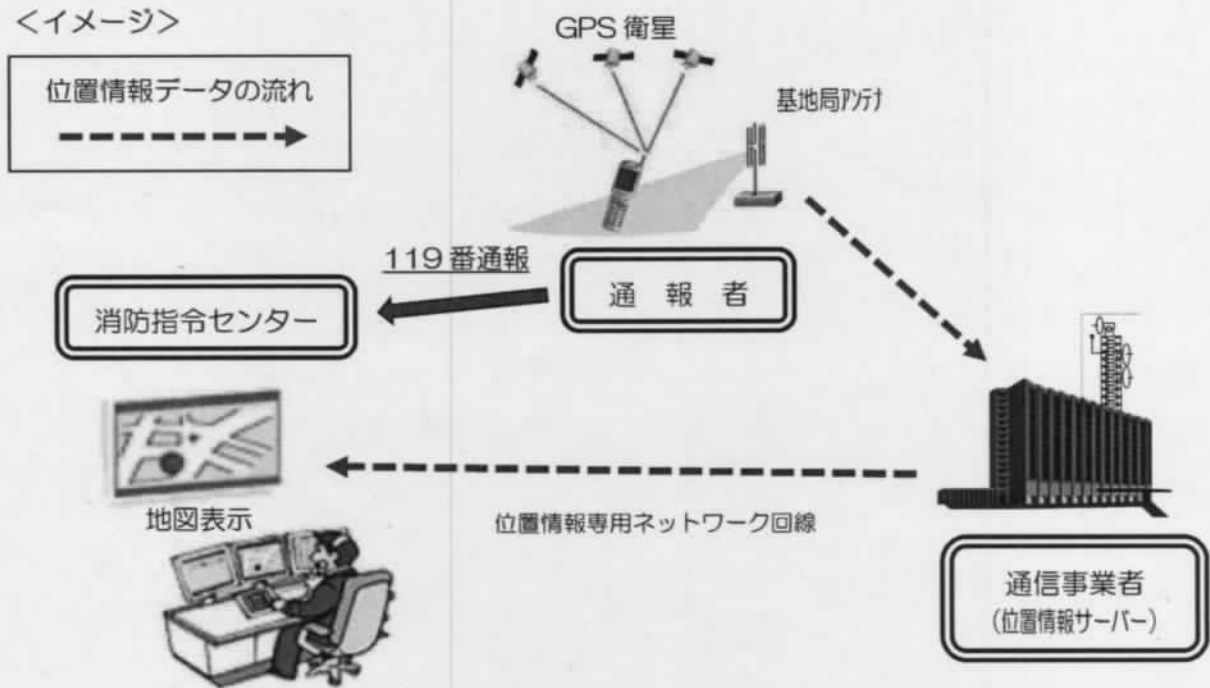 <イメージ>
位置情報データの流れ
GPS 衛星
基地局ｱﾝﾃﾅ
119番通報
通 報 者
消防指令センター
地図表示
位置情報専用ネットワーク回線
通信事業者
(位置情報サーバー)